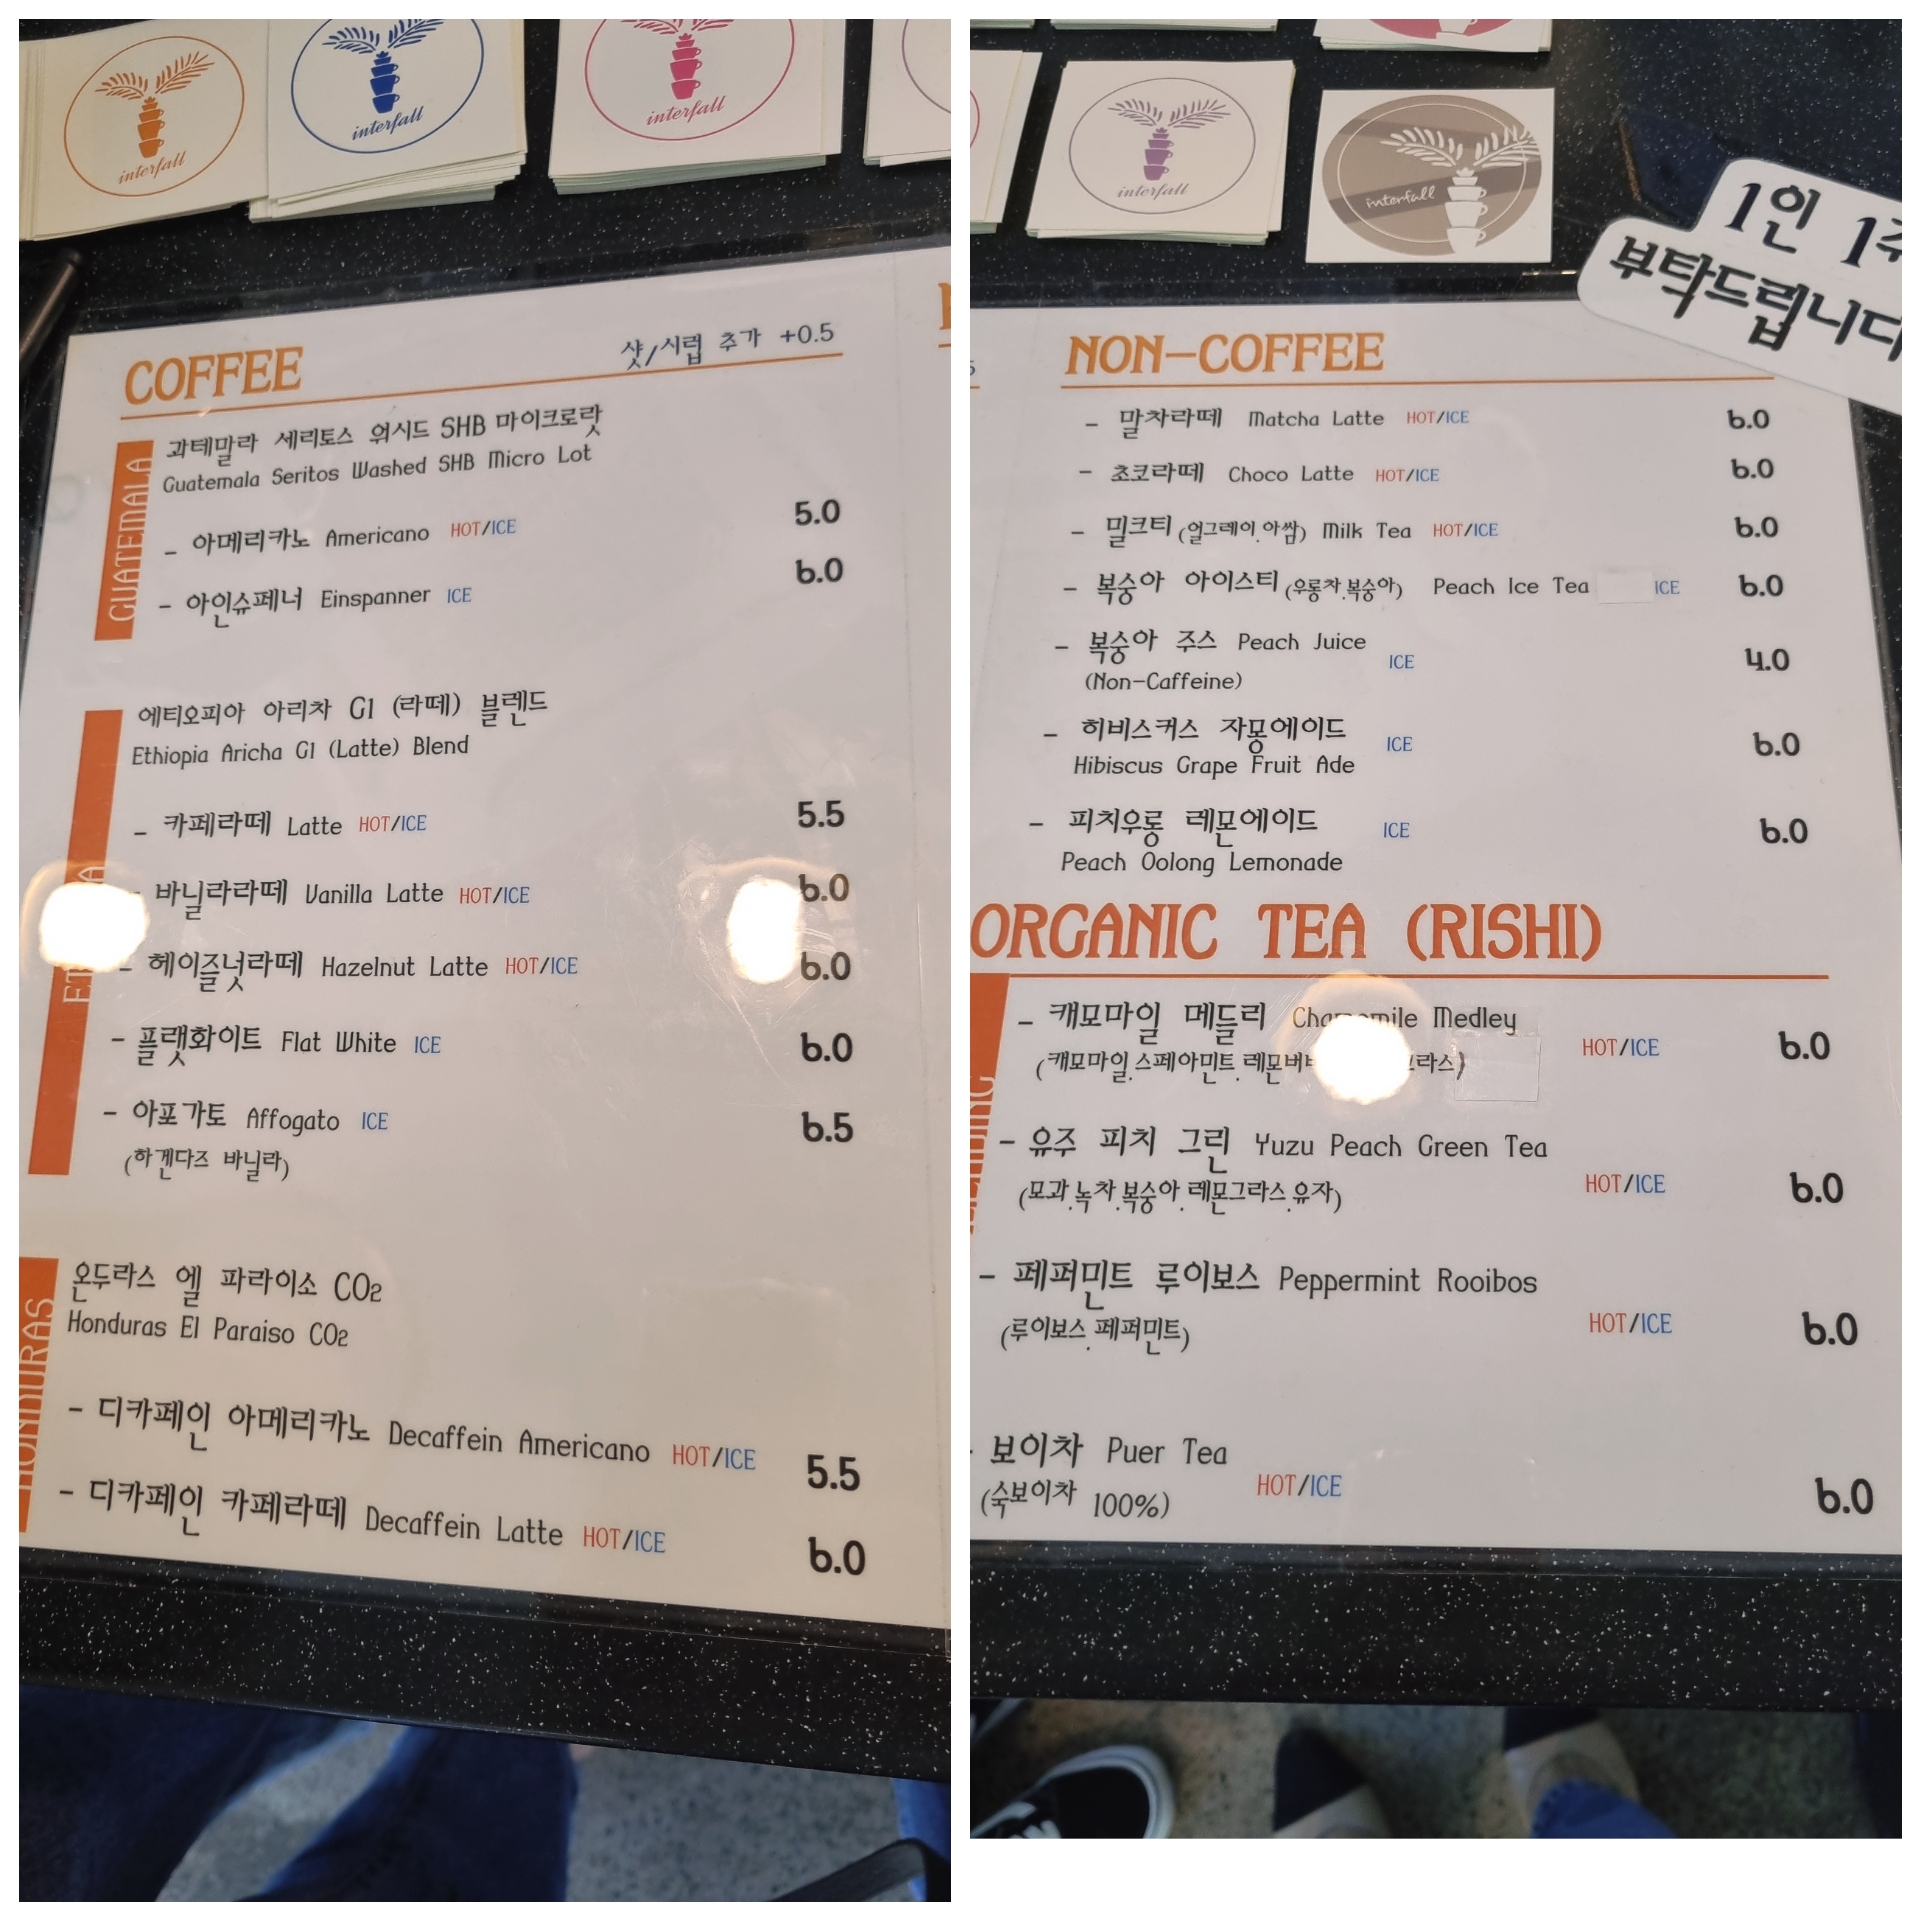 interfall
interfall
interfall
COFFEE
샷/시럽 추가 +0.5
GUATEMALA
과테말라 세리토스 워시드 SHB 마이크로랏
Guatemala Seritos Washed SHB Micro Lot
- 아메리카노 Americano HOT/ICE 5.0
- 아인슈페너 Einspanner ICE 6.0
에티오피아 아리차 G1 (라떼) 블렌드
Ethiopia Aricha G1 (Latte) Blend
- 카페라떼 Latte HOT/ICE 5.5
- 바닐라라떼 Vanilla Latte HOT/ICE 6.0
- 헤이즐넛라떼 Hazelnut Latte HOT/ICE 6.0
- 플랫화이트 Flat White ICE 6.0
- 아포가토 Affogato ICE 6.5
(하겐다즈 바닐라)
HONDURAS
온두라스 엘 파라이소 CO2
Honduras El Paraiso CO2
- 디카페인 아메리카노 Decaffein Americano HOT/ICE 5.5
- 디카페인 카페라떼 Decaffein Latte HOT/ICE 6.0
interfall
interfall
1인
부탁드립니다
NON-COFFEE
- 말차라떼 Matcha Latte HOT/ICE 6.0
- 초코라떼 Choco Latte HOT/ICE 6.0
- 밀크티 (얼그레이.아쌈) Milk Tea HOT/ICE 6.0
- 복숭아 아이스티 (우롱차.복숭아) Peach Ice Tea ICE 6.0
- 복숭아 주스 Peach Juice ICE 4.0
(Non-Caffeine)
- 히비스커스 자몽에이드 ICE 6.0
Hibiscus Grape Fruit Ade
- 피치우롱 레몬에이드 ICE 6.0
Peach Oolong Lemonade
ORGANIC TEA (RISHI)
- 캐모마일 메들리 Chamomile Medley HOT/ICE 6.0
(캐모마일.스페아민트.
- 유주 피치 그린 Yuzu Peach Green Tea HOT/ICE 6.0
(모과.녹차.복숭아.레몬그라스.유자)
- 페퍼민트 루이보스 Peppermint Rooibos HOT/ICE 6.0
(루이보스.페퍼민트)
- 보이차 Puer Tea HOT/ICE 6.0
(숙보이차 100%)